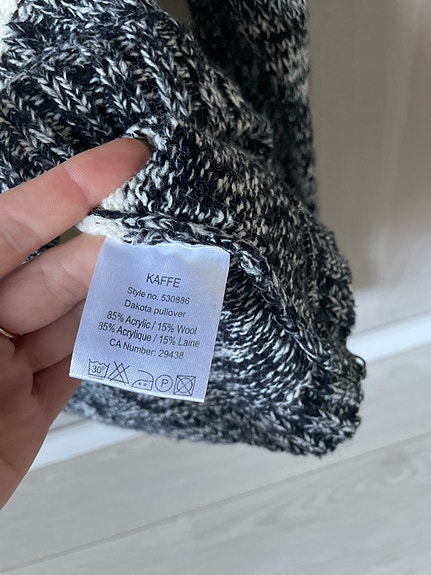 KAFFE
Style no. 530886
Dakota pullover
85% Acrylic / 15% Wool
85% Acrylique / 15% Laine
CA Number: 29438
30° P